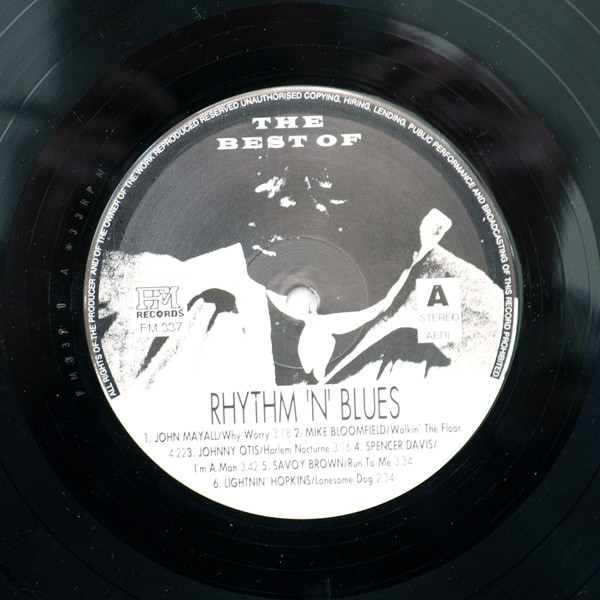 ALL RIGHTS OF THE PRODUCER AND OF THE OWNER OF THE WORK REPRODUCED RESERVED UNAUTHORISED COPYING, HIRING, LENDING, PUBLIC PERFORMANCE AND BROADCASTING OF THIS RECORD PROHIBITED
THE
BEST OF
FM
RECORDS
FM 337
A
STEREO
ΑΕΠΙ
RHYTHM 'N' BLUES
1. JOHN MAYALL/Why Worry 3.18 2. MIKE BLOOMFIELD/Walkin' The Floor
4.22 3. JOHNNY OTIS/Harlem Nocturne 3.16 4. SPENCER DAVIS/
I'm A Man 3.42 5. SAVOY BROWN/Run To Me 3.34
6. LIGHTNIN' HOPKINS/Lonesome Dog 2.34
A * 33RPM